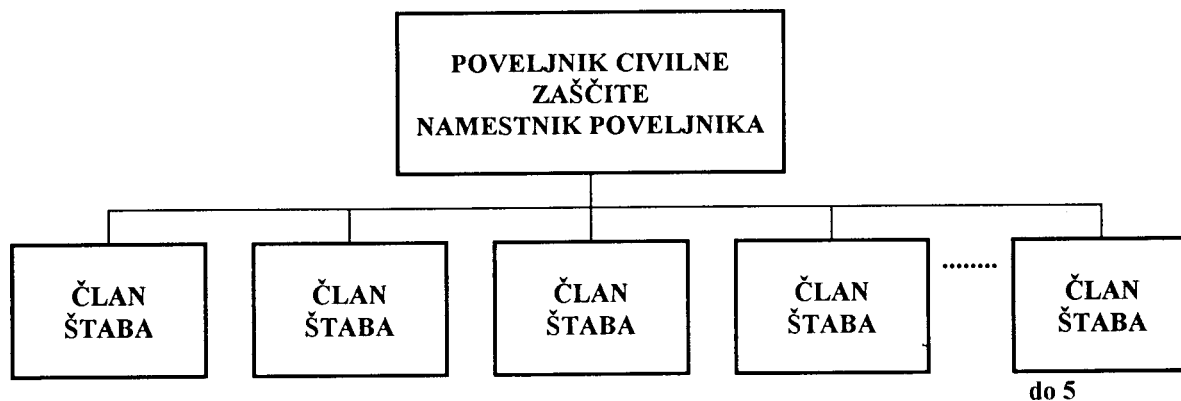 POVELJNIK CIVILNE
ZAŠČITE
NAMESTNIK POVELJNIKA
ČLAN
ŠTABA
ČLAN
ŠTABA
ČLAN
ŠTABA
ČLAN
ŠTABA
........
ČLAN
ŠTABA
do 5